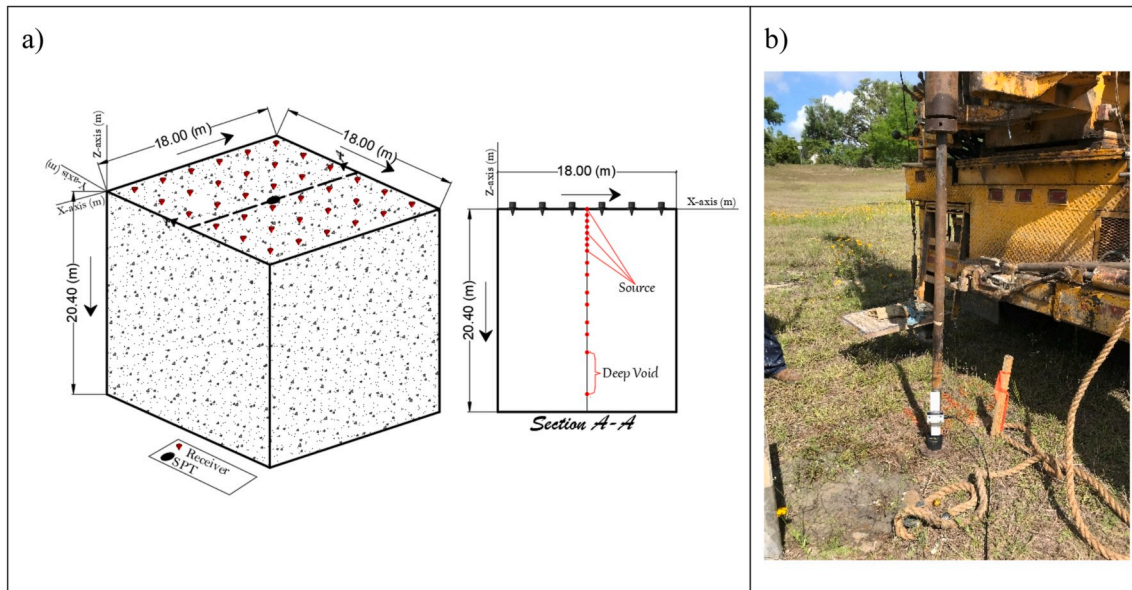 a)
Z-axis (m)
18.00 (m)
18.00 (m)
Y-axis (m)
X-axis (m)
A
A
20.40 (m)
Receiver
SPT
Z-axis (m)
18.00 (m)
X-axis (m)
20.40 (m)
Source
Deep Void
Section A-A
b)